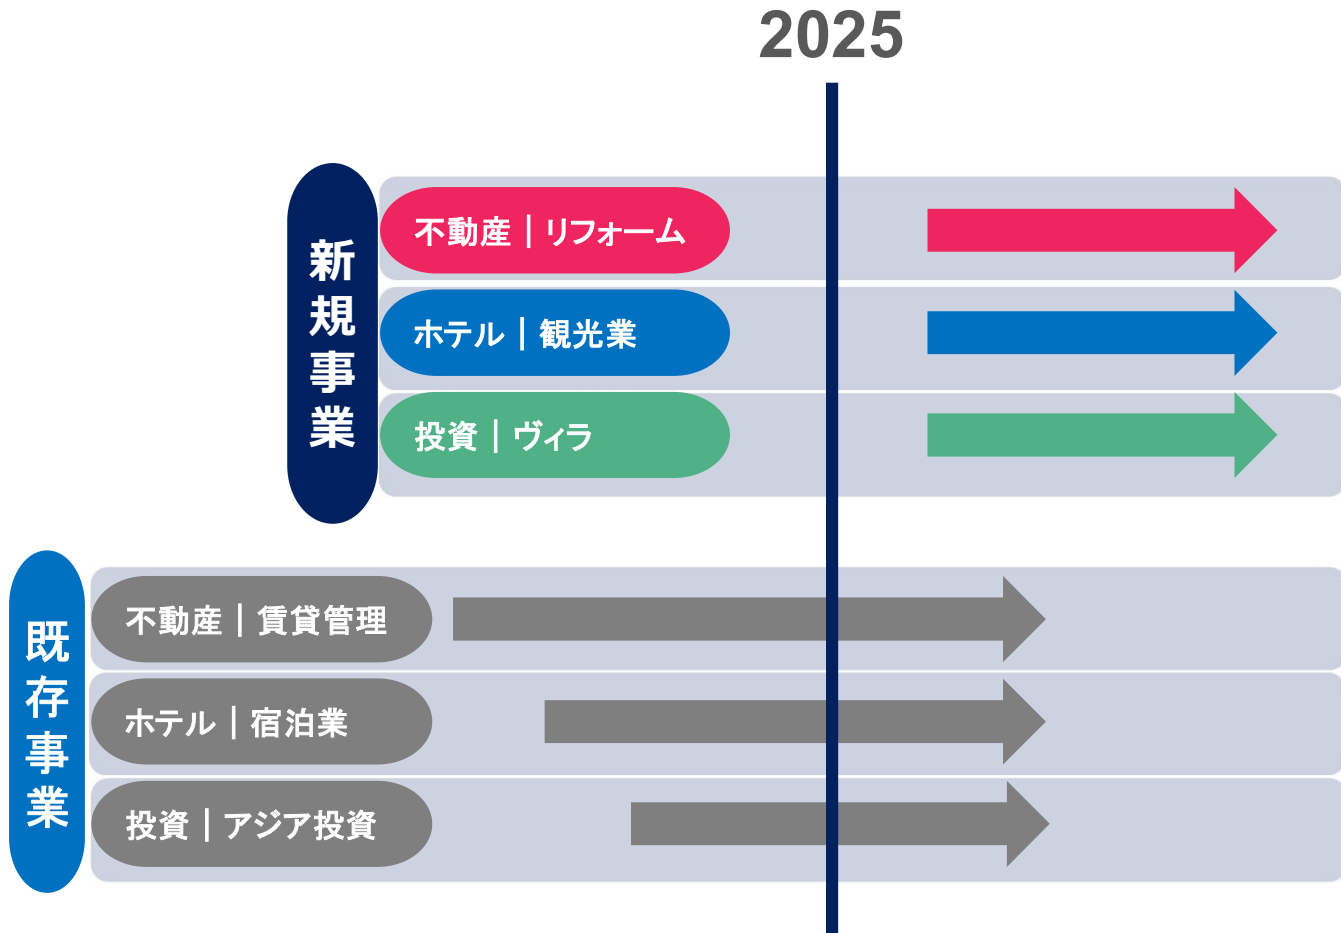 2025
新規事業
不動産｜リフォーム
ホテル｜観光業
投資｜ヴィラ
既存事業
不動産｜賃貸管理
ホテル｜宿泊業
投資｜アジア投資